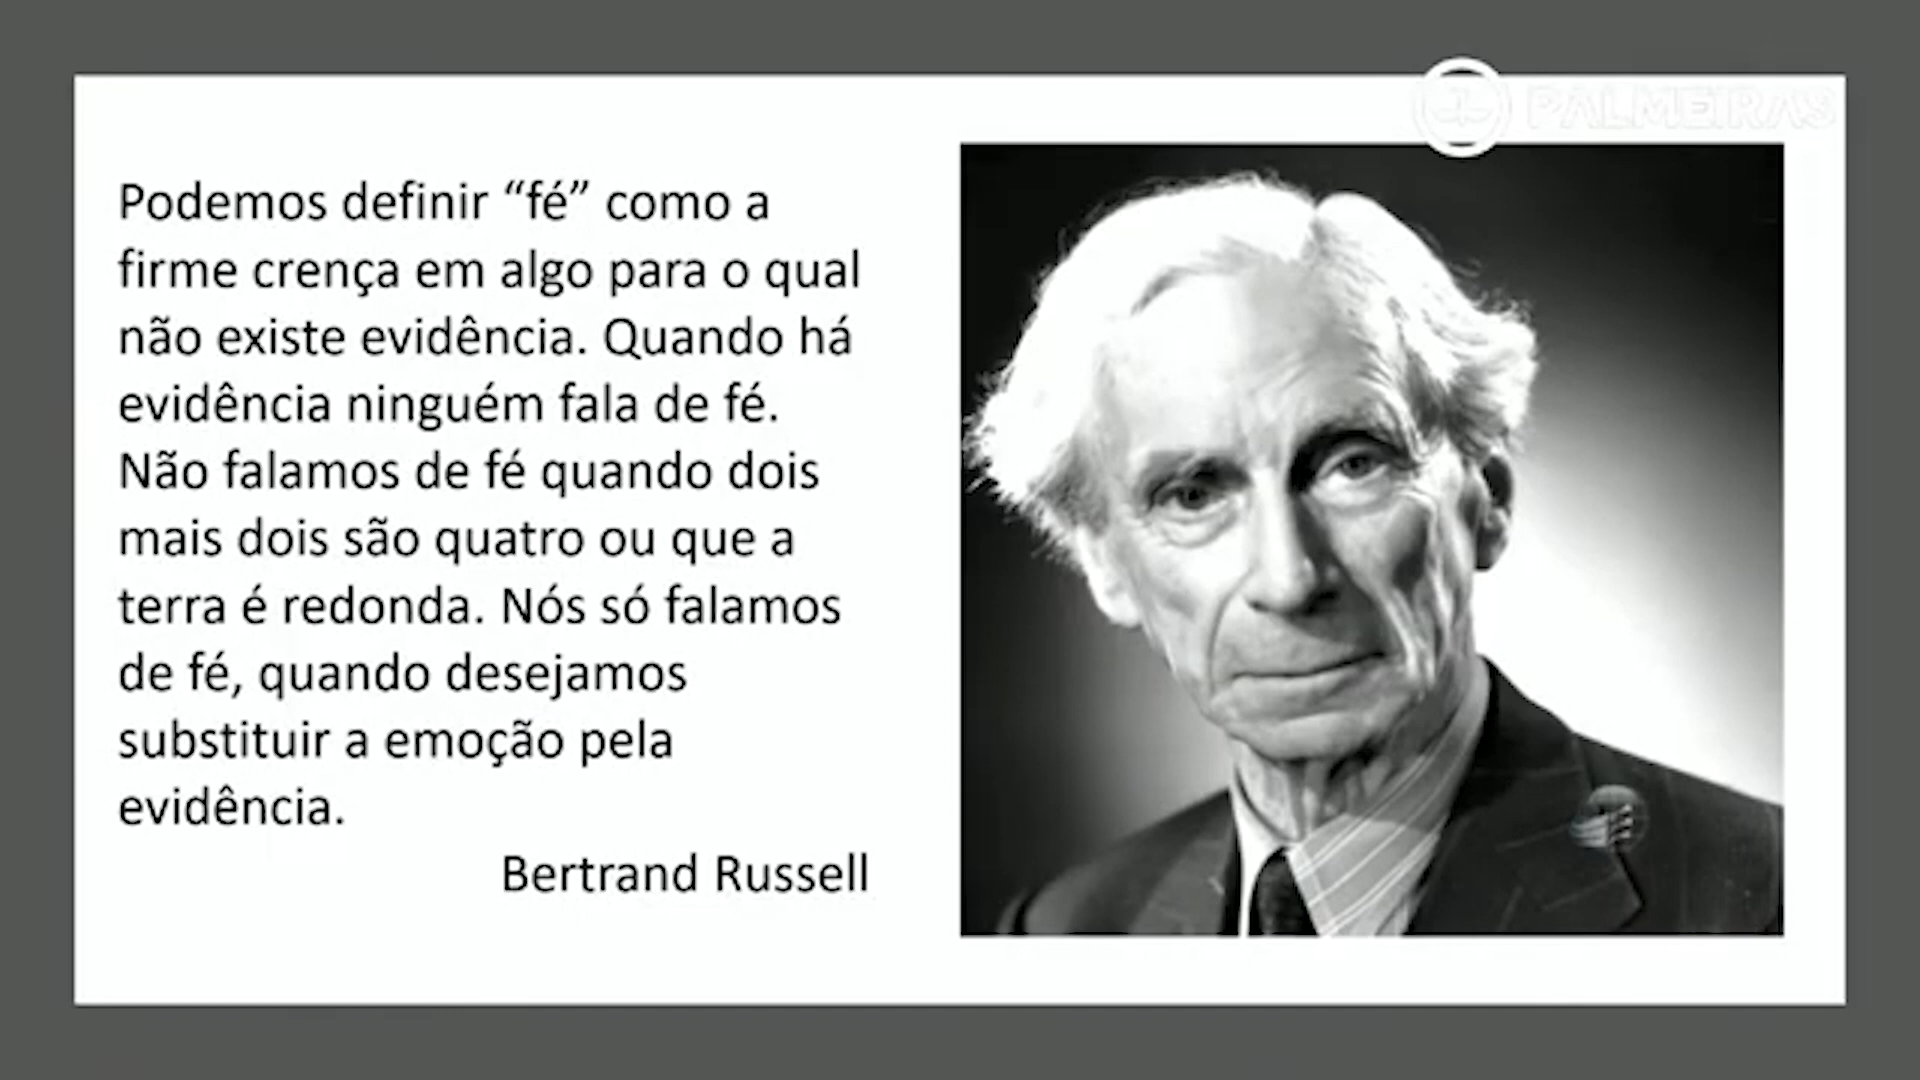 PALMEIRAS
Podemos definir “fé” como a
firme crença em algo para o qual
não existe evidência. Quando há
evidência ninguém fala de fé.
Não falamos de fé quando dois
mais dois são quatro ou que a
terra é redonda. Nós só falamos
de fé, quando desejamos
substituir a emoção pela
evidência.
Bertrand Russell